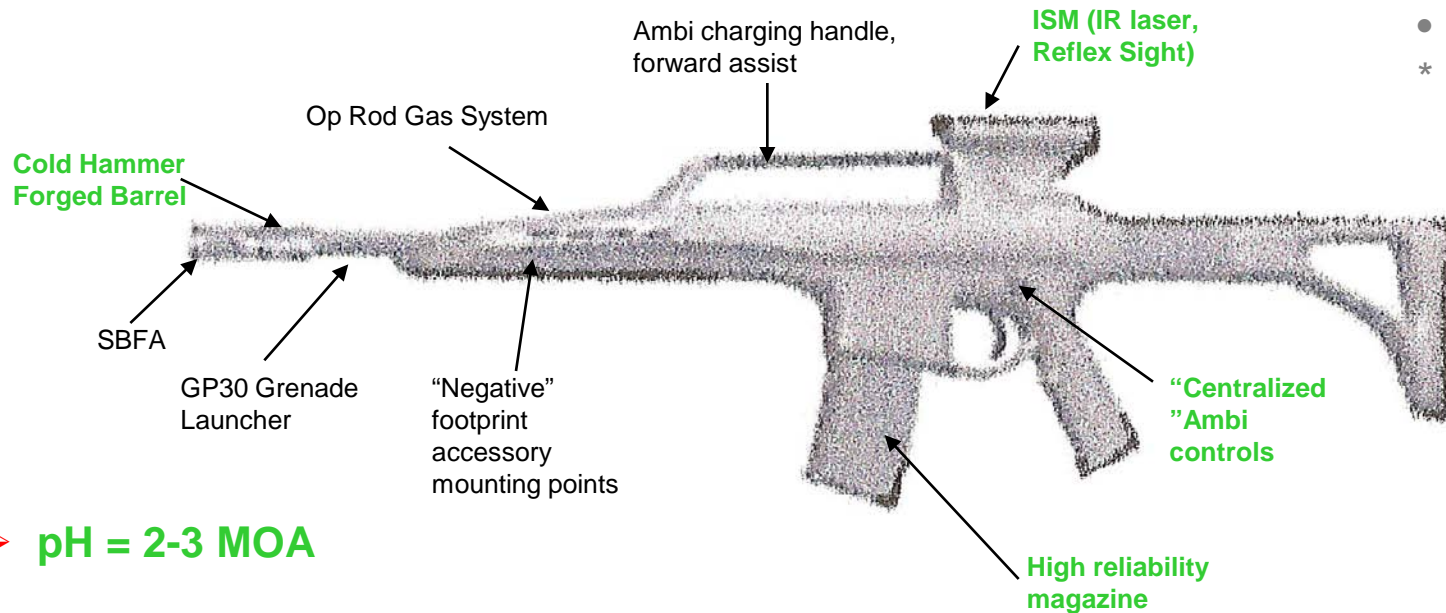 Ambi charging handle,
forward assist
ISM (IR laser,
Reflex Sight)
•
*
Op Rod Gas System
Cold Hammer
Forged Barrel
SBFA
GP30 Grenade
Launcher
“Negative”
footprint
accessory
mounting points
“Centralized
”Ambi
controls
pH = 2-3 MOA
High reliability
magazine